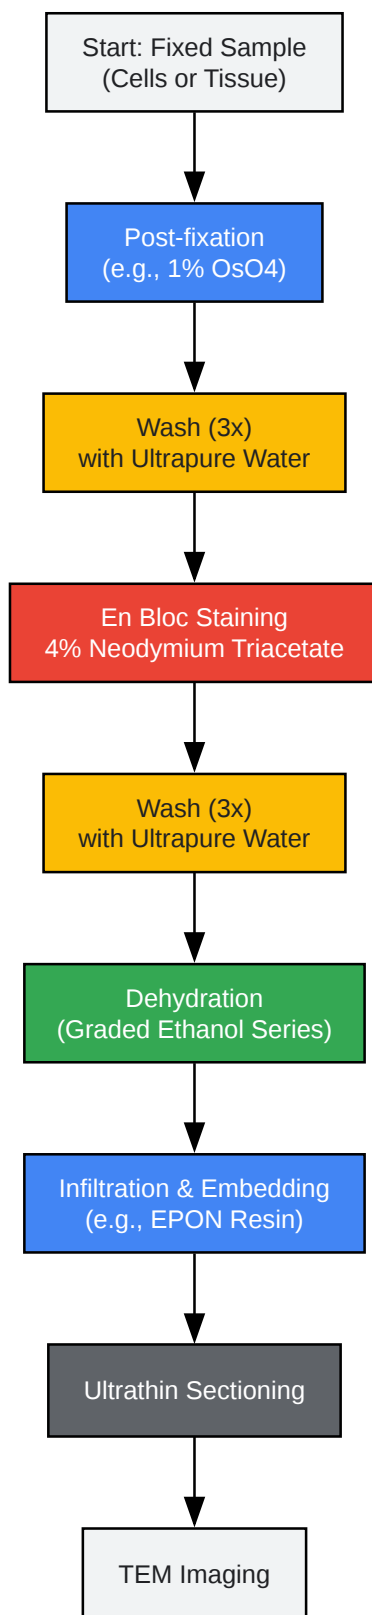 Start: Fixed Sample
(Cells or Tissue)
Post-fixation
(e.g., 1% OsO4)
Wash (3x)
with Ultrapure Water
En Bloc Staining
4% Neodymium Triacetate
Wash (3x)
with Ultrapure Water
Dehydration
(Graded Ethanol Series)
Infiltration & Embedding
(e.g., EPON Resin)
Ultrathin Sectioning
TEM Imaging